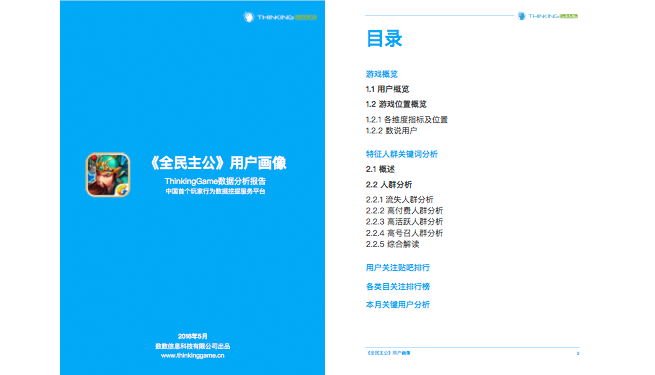 THINKINGGAME
《全民主公》用户画像
ThinkingGame数据分析报告
中国首个玩家行为数据挖掘服务平台
2016年5月
数数信息科技有限公司出品
www.thinkinggame.cn
THINKINGGAME
目录
游戏概览
1.1 用户概览
1.2 游戏位置概览
1.2.1 各维度指标及位置
1.2.2 数说用户
特征人群关键词分析
2.1 概述
2.2 人群分析
2.2.1 流失人群分析
2.2.2 高付费人群分析
2.2.3 高活跃人群分析
2.2.4 高号召人群分析
2.2.5 综合解读
用户关注贴吧排行
各类目关注排行榜
本月关键用户分析
《全民主公》用户画像
2